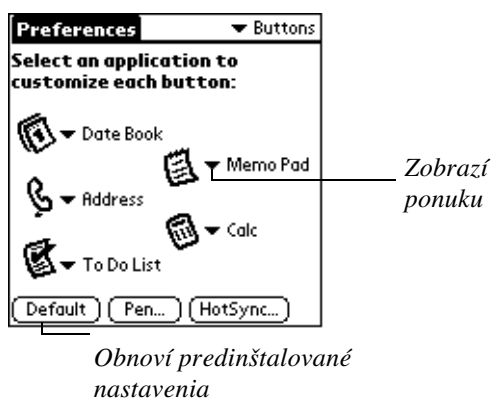 Preferences Buttons
Select an application to
customize each button:
Date Book
Memo Pad
Address
Calc
To Do List
Default Pen... HotSync...
Zobrazí
ponuku
Obnoví predinštalované
nastavenia